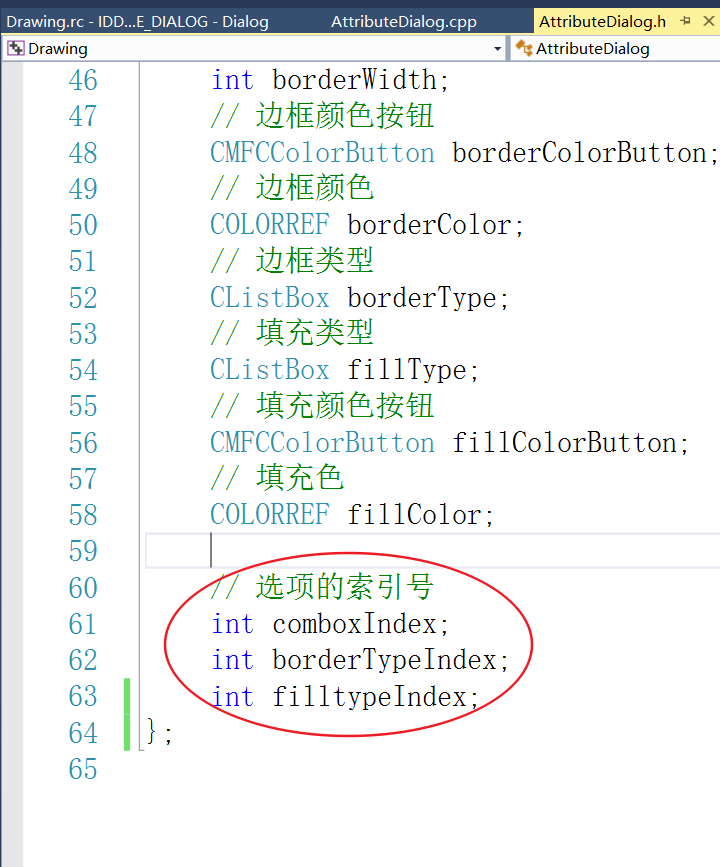 Drawing.rc - IDD...E_DIALOG - Dialog AttributeDialog.cpp AttributeDialog.h
Drawing AttributeDialog
46 int borderWidth;
47 // 边框颜色按钮
48 CMFCColorButton borderColorButton;
49 // 边框颜色
50 COLORREF borderColor;
51 // 边框类型
52 CListBox borderType;
53 // 填充类型
54 CListBox fillType;
55 // 填充颜色按钮
56 CMFCColorButton fillColorButton;
57 // 填充色
58 COLORREF fillColor;
59
60 // 选项的索引号
61 int comboxIndex;
62 int borderTypeIndex;
63 int filltypeIndex;
64 };
65